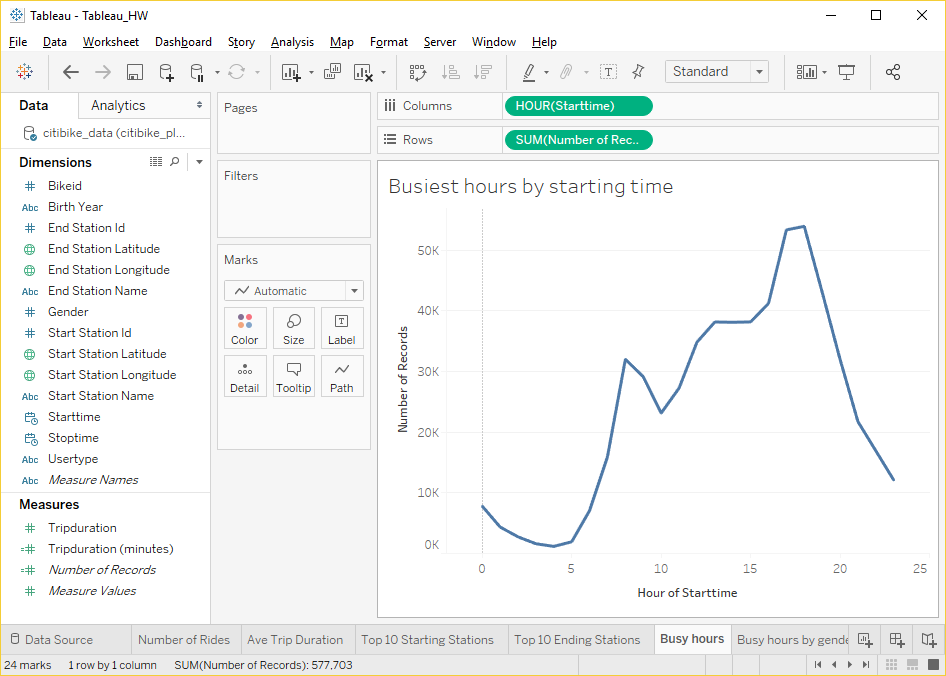 Tableau - Tableau_HW
File Data Worksheet Dashboard Story Analysis Map Format Server Window Help
Standard
Data Analytics
citibike_data (citibike_pl...
Dimensions
Bikeid
Abc Birth Year
End Station Id
End Station Latitude
End Station Longitude
Abc End Station Name
Gender
Start Station Id
Start Station Latitude
Start Station Longitude
Abc Start Station Name
Starttime
Stoptime
Abc Usertype
Abc Measure Names
Measures
Tripduration
Tripduration (minutes)
Number of Records
Measure Values
Pages
Filters
Marks
Automatic
Color Size Label
Detail Tooltip Path
Columns HOUR(Starttime)
Rows SUM(Number of Rec..
Busiest hours by starting time
50K
40K
30K
20K
10K
0K
Number of Records
0 5 10 15 20 25
Hour of Starttime
Data Source Number of Rides Ave Trip Duration Top 10 Starting Stations Top 10 Ending Stations Busy hours Busy hours by gende
24 marks 1 row by 1 column SUM(Number of Records): 577,703